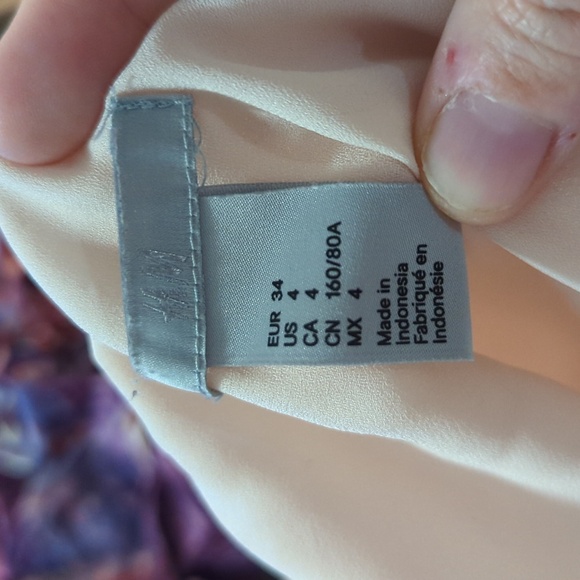 H&M
EUR 34
US 4
CA 4
CN 160/80A
MX 4
Made in
Indonesia
Fabriqué en
Indonésie